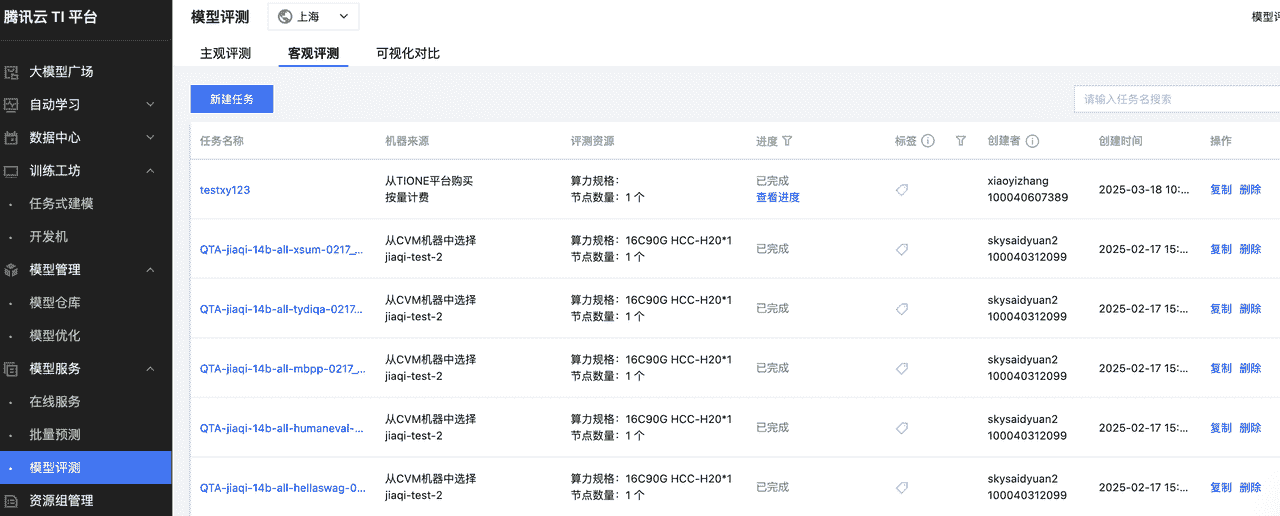 腾讯云 TI 平台
大模型广场
自动学习
数据中心
训练工坊
任务式建模
开发机
模型管理
模型仓库
模型优化
模型服务
在线服务
批量预测
模型评测
资源组管理
模型评测 上海 模型评
主观评测 客观评测 可视化对比
新建任务 请输入任务名搜索
任务名称 机器来源 评测资源 进度 标签 创建者 创建时间 操作
testxy123 从TIONE平台购买 按量计费 算力规格： 节点数量：1 个 已完成 查看进度 xiaoyizhang 100040607389 2025-03-18 10:... 复制 删除
QTA-jiaqi-14b-all-xsum-0217_... 从CVM机器中选择 jiaqi-test-2 算力规格：16C90G HCC-H20*1 节点数量：1 个 已完成 skysaidyuan2 100040312099 2025-02-17 15:... 复制 删除
QTA-jiaqi-14b-all-tydiqa-0217... 从CVM机器中选择 jiaqi-test-2 算力规格：16C90G HCC-H20*1 节点数量：1 个 已完成 skysaidyuan2 100040312099 2025-02-17 15:... 复制 删除
QTA-jiaqi-14b-all-mbpp-0217_... 从CVM机器中选择 jiaqi-test-2 算力规格：16C90G HCC-H20*1 节点数量：1 个 已完成 skysaidyuan2 100040312099 2025-02-17 15:... 复制 删除
QTA-jiaqi-14b-all-humaneval-... 从CVM机器中选择 jiaqi-test-2 算力规格：16C90G HCC-H20*1 节点数量：1 个 已完成 skysaidyuan2 100040312099 2025-02-17 15:... 复制 删除
QTA-jiaqi-14b-all-hellaswag-0... 从CVM机器中选择 jiaqi-test-2 算力规格：16C90G HCC-H20*1 节点数量：1 个 已完成 skysaidyuan2 100040312099 2025-02-17 15:... 复制 删除